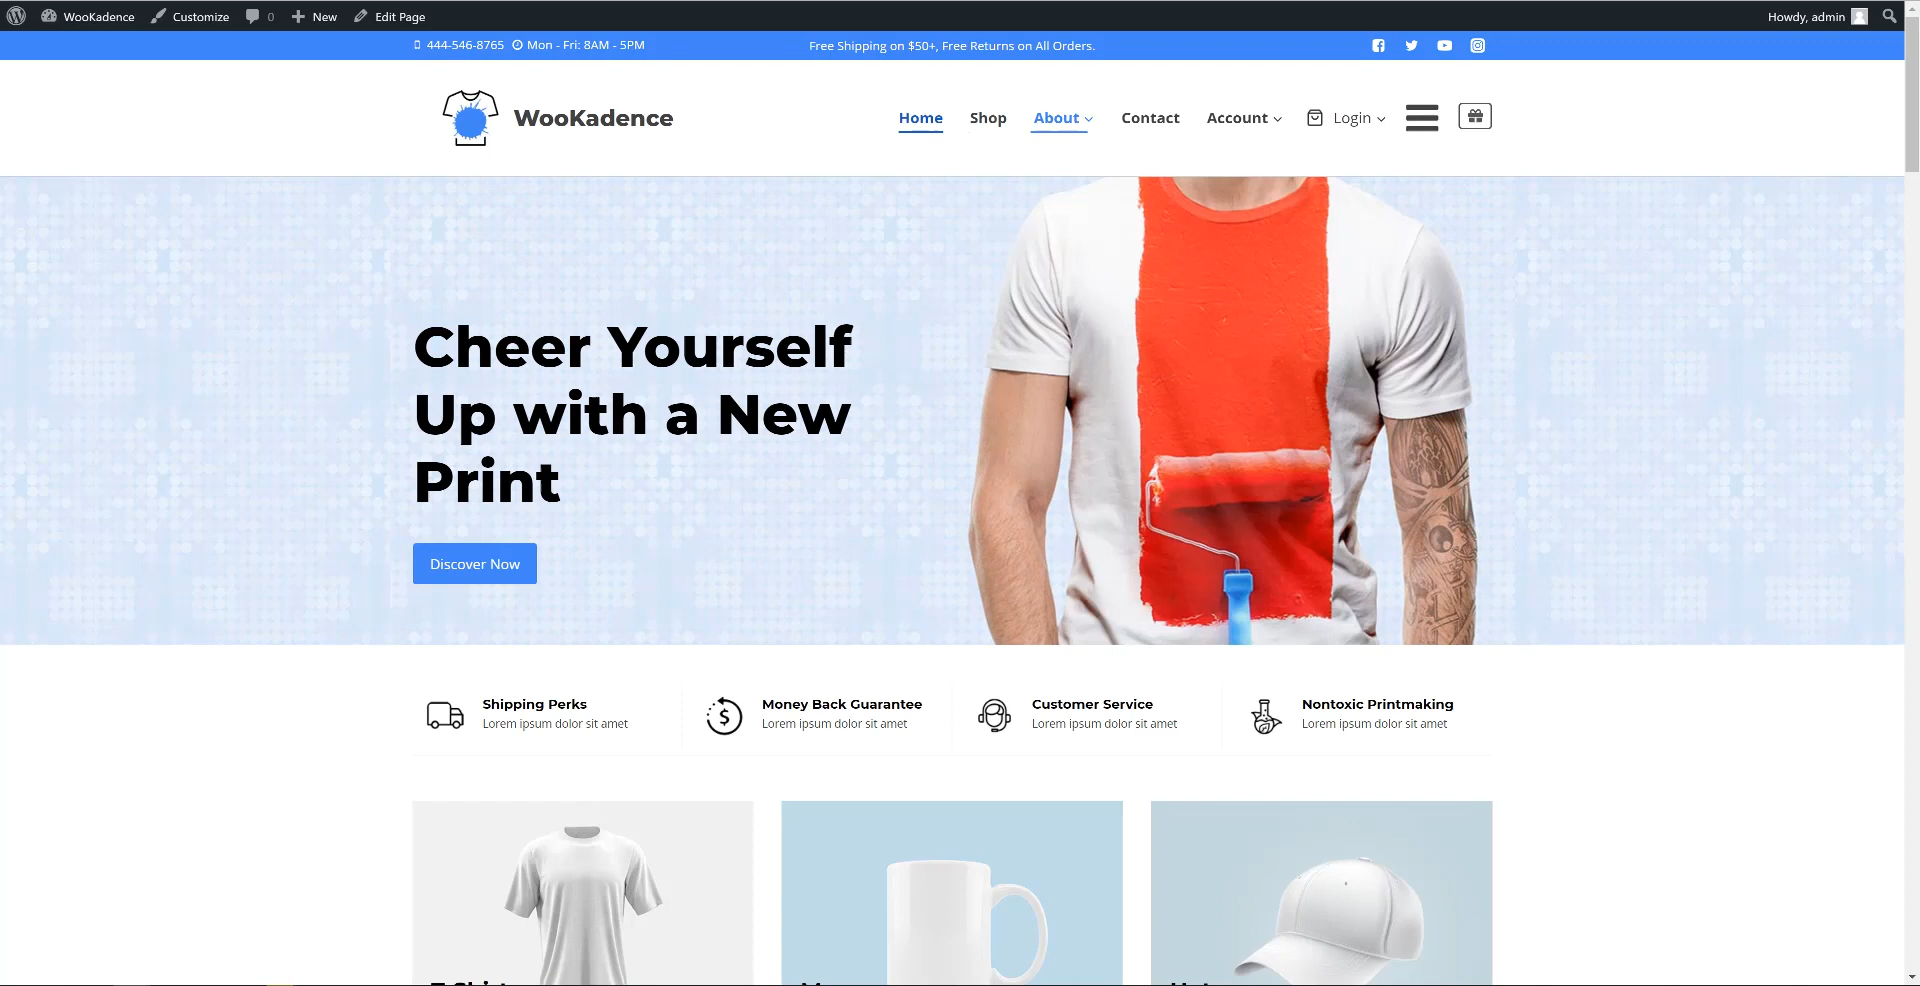 WooKadence Customize 0 New Edit Page Howdy, admin
444-546-8765 Mon - Fri: 8AM - 5PM Free Shipping on $50+, Free Returns on All Orders.
WooKadence Home Shop About Contact Account Login
Cheer Yourself
Up with a New
Print
Discover Now
Shipping Perks
Lorem ipsum dolor sit amet
Money Back Guarantee
Lorem ipsum dolor sit amet
Customer Service
Lorem ipsum dolor sit amet
Nontoxic Printmaking
Lorem ipsum dolor sit amet